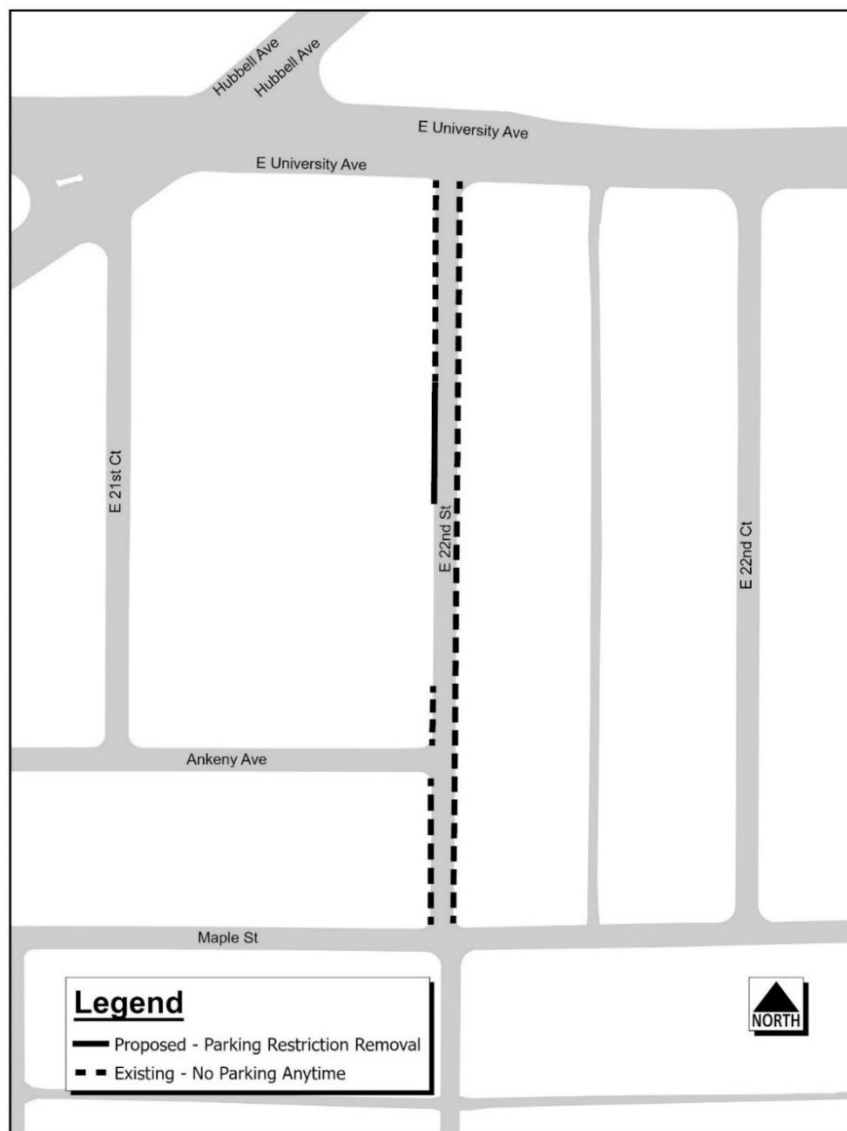 Hubbell Ave
Hubbell Ave
E University Ave
E University Ave
E 21st Ct
E 22nd St
E 22nd Ct
Ankeny Ave
Maple St
Legend
Proposed - Parking Restriction Removal
Existing - No Parking Anytime
NORTH